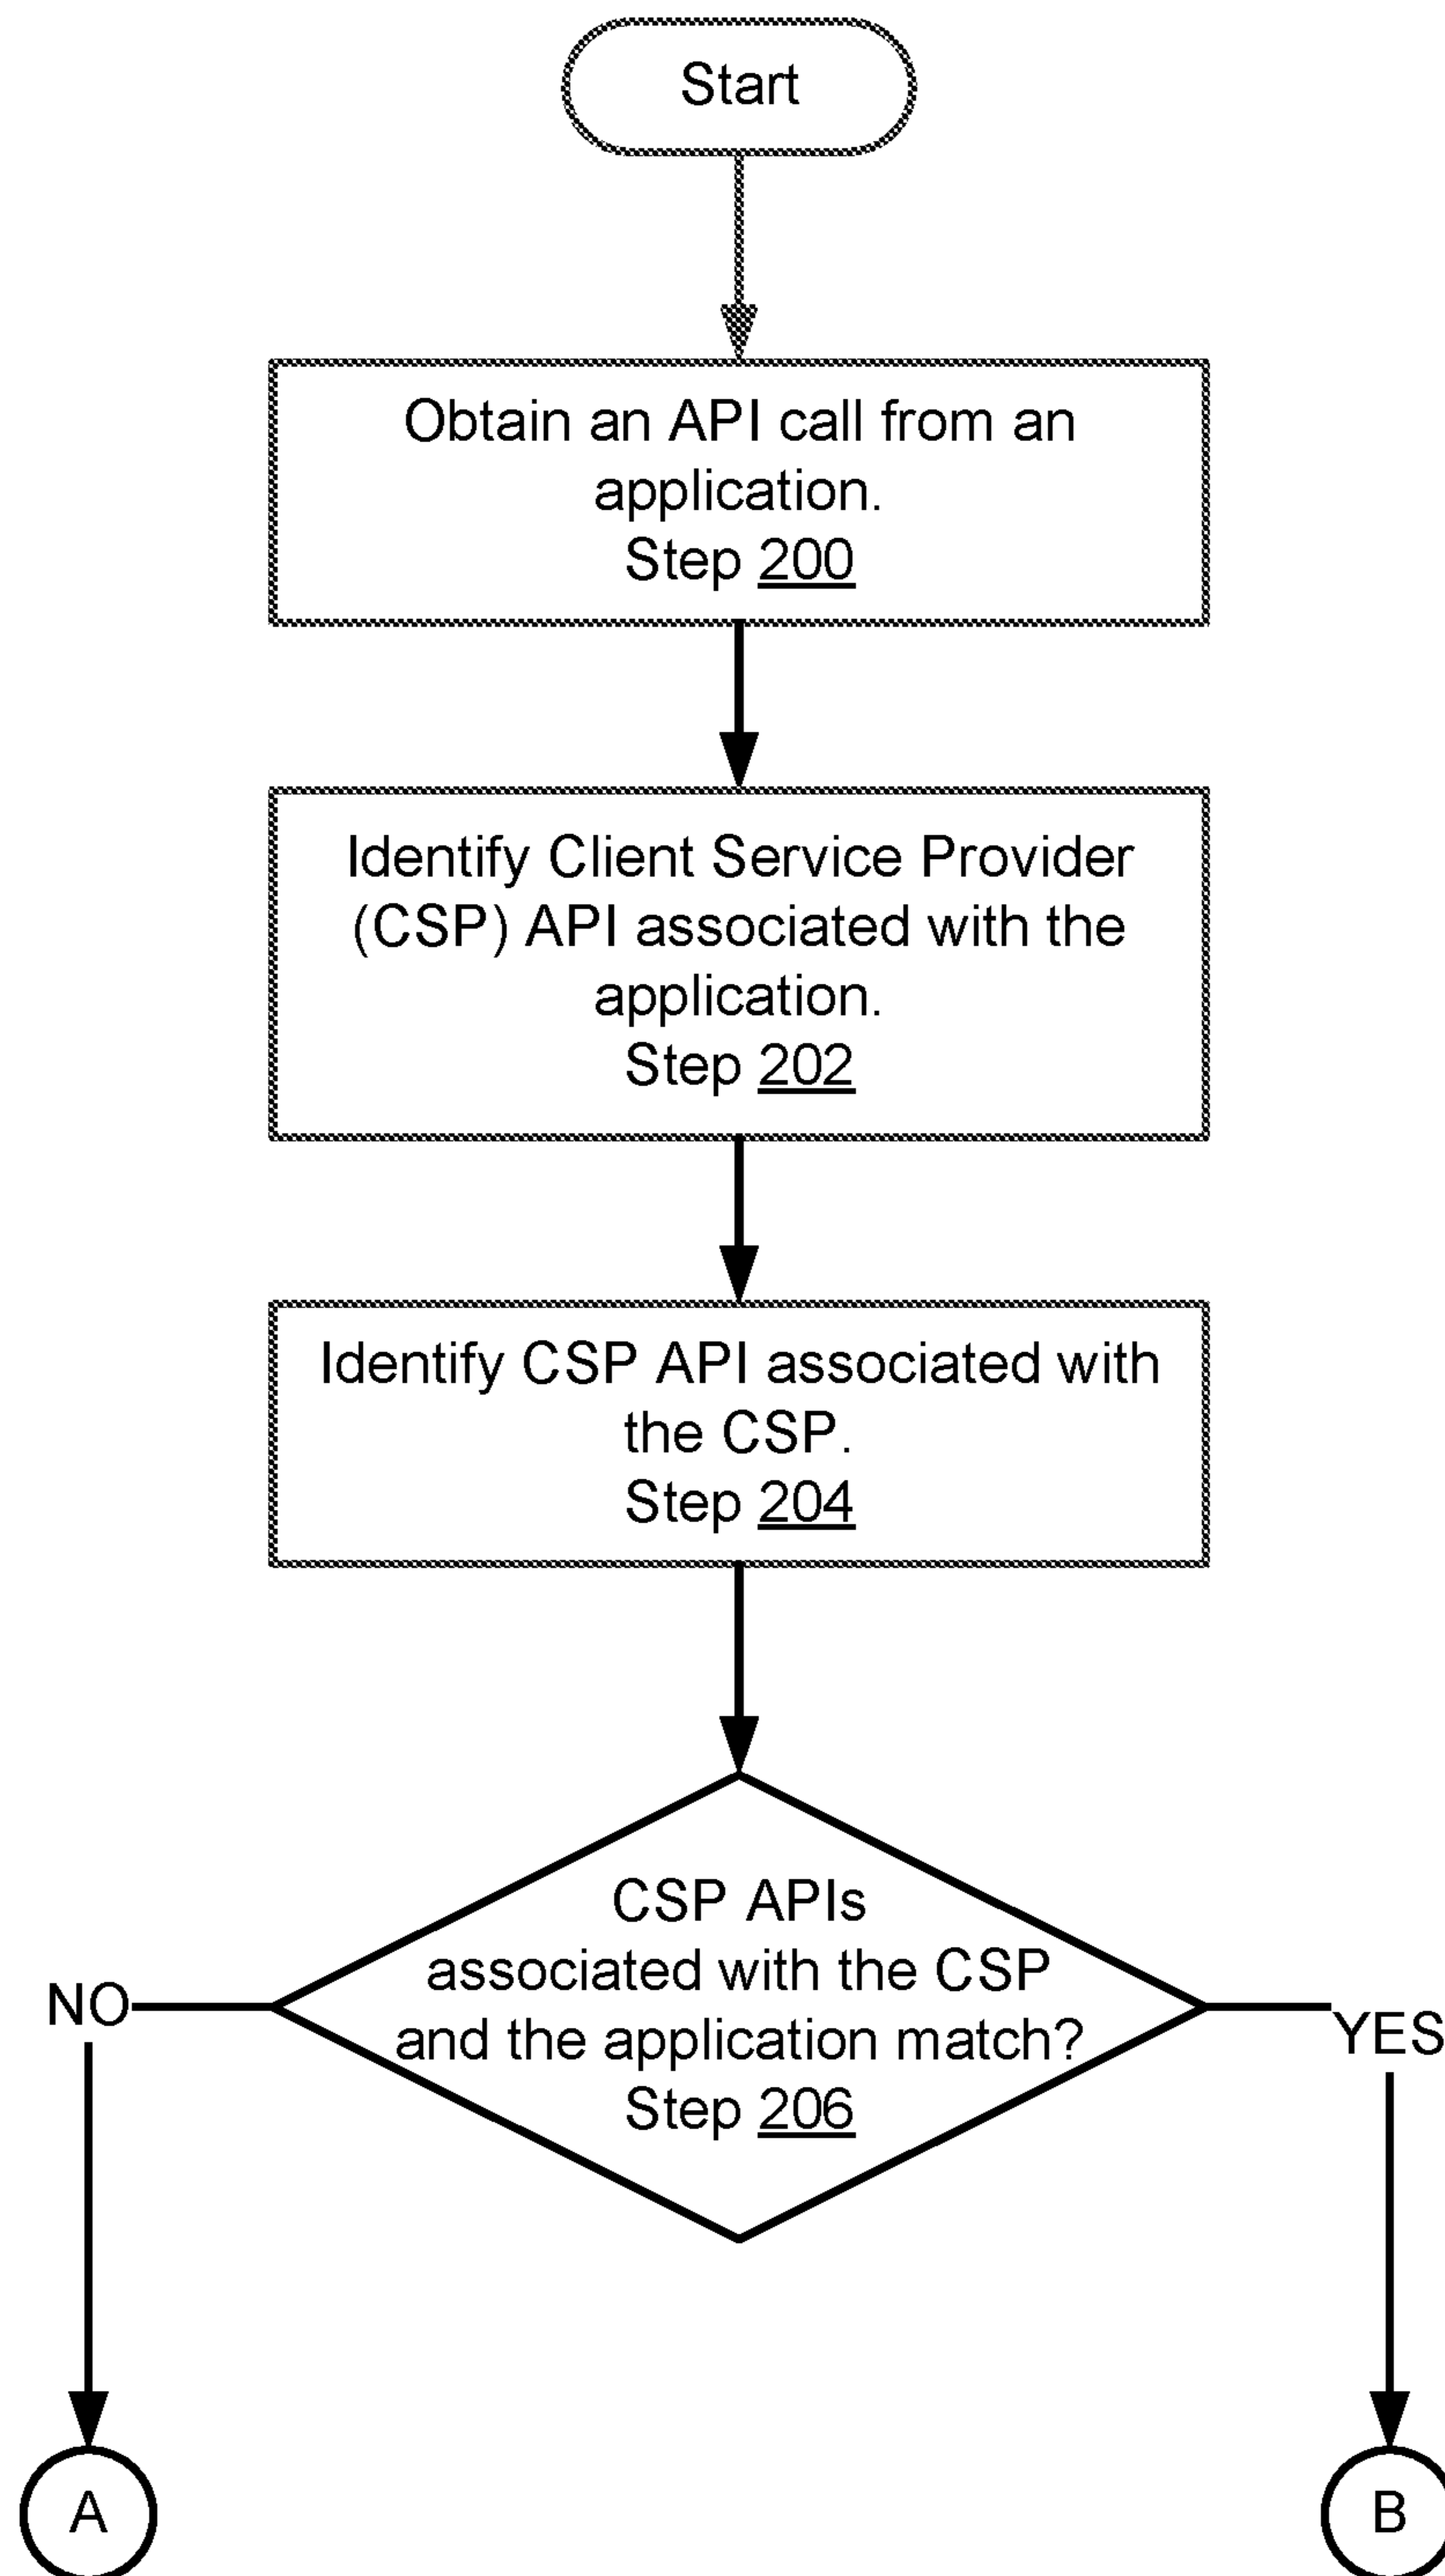 Start
Obtain an API call from an
application.
Step 200
Identify Client Service Provider
(CSP) API associated with the
application.
Step 202
Identify CSP API associated with
the CSP.
Step 204
CSP APIs
associated with the CSP
and the application match?
Step 206
NO
YES
A
B